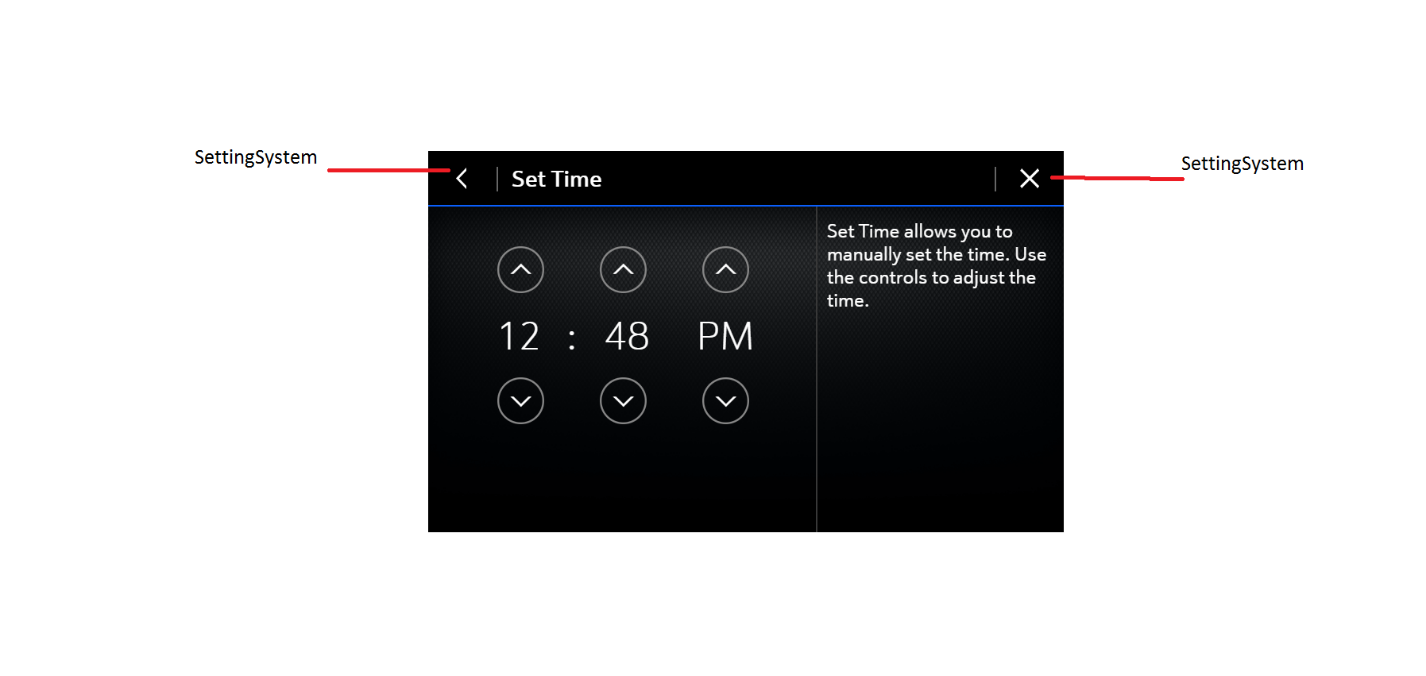 SettingSystem
SettingSystem
Set Time
Set Time allows you to
manually set the time. Use
the controls to adjust the
time.
12 : 48 PM